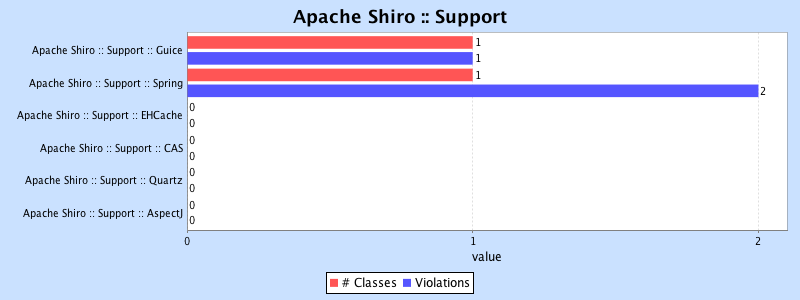 Apache Shiro :: Support
Apache Shiro :: Support :: Guice
1
1
Apache Shiro :: Support :: Spring
1
2
Apache Shiro :: Support :: EHCache
0
0
Apache Shiro :: Support :: CAS
0
0
Apache Shiro :: Support :: Quartz
0
0
Apache Shiro :: Support :: AspectJ
0
0
0 1 2
value
# Classes Violations